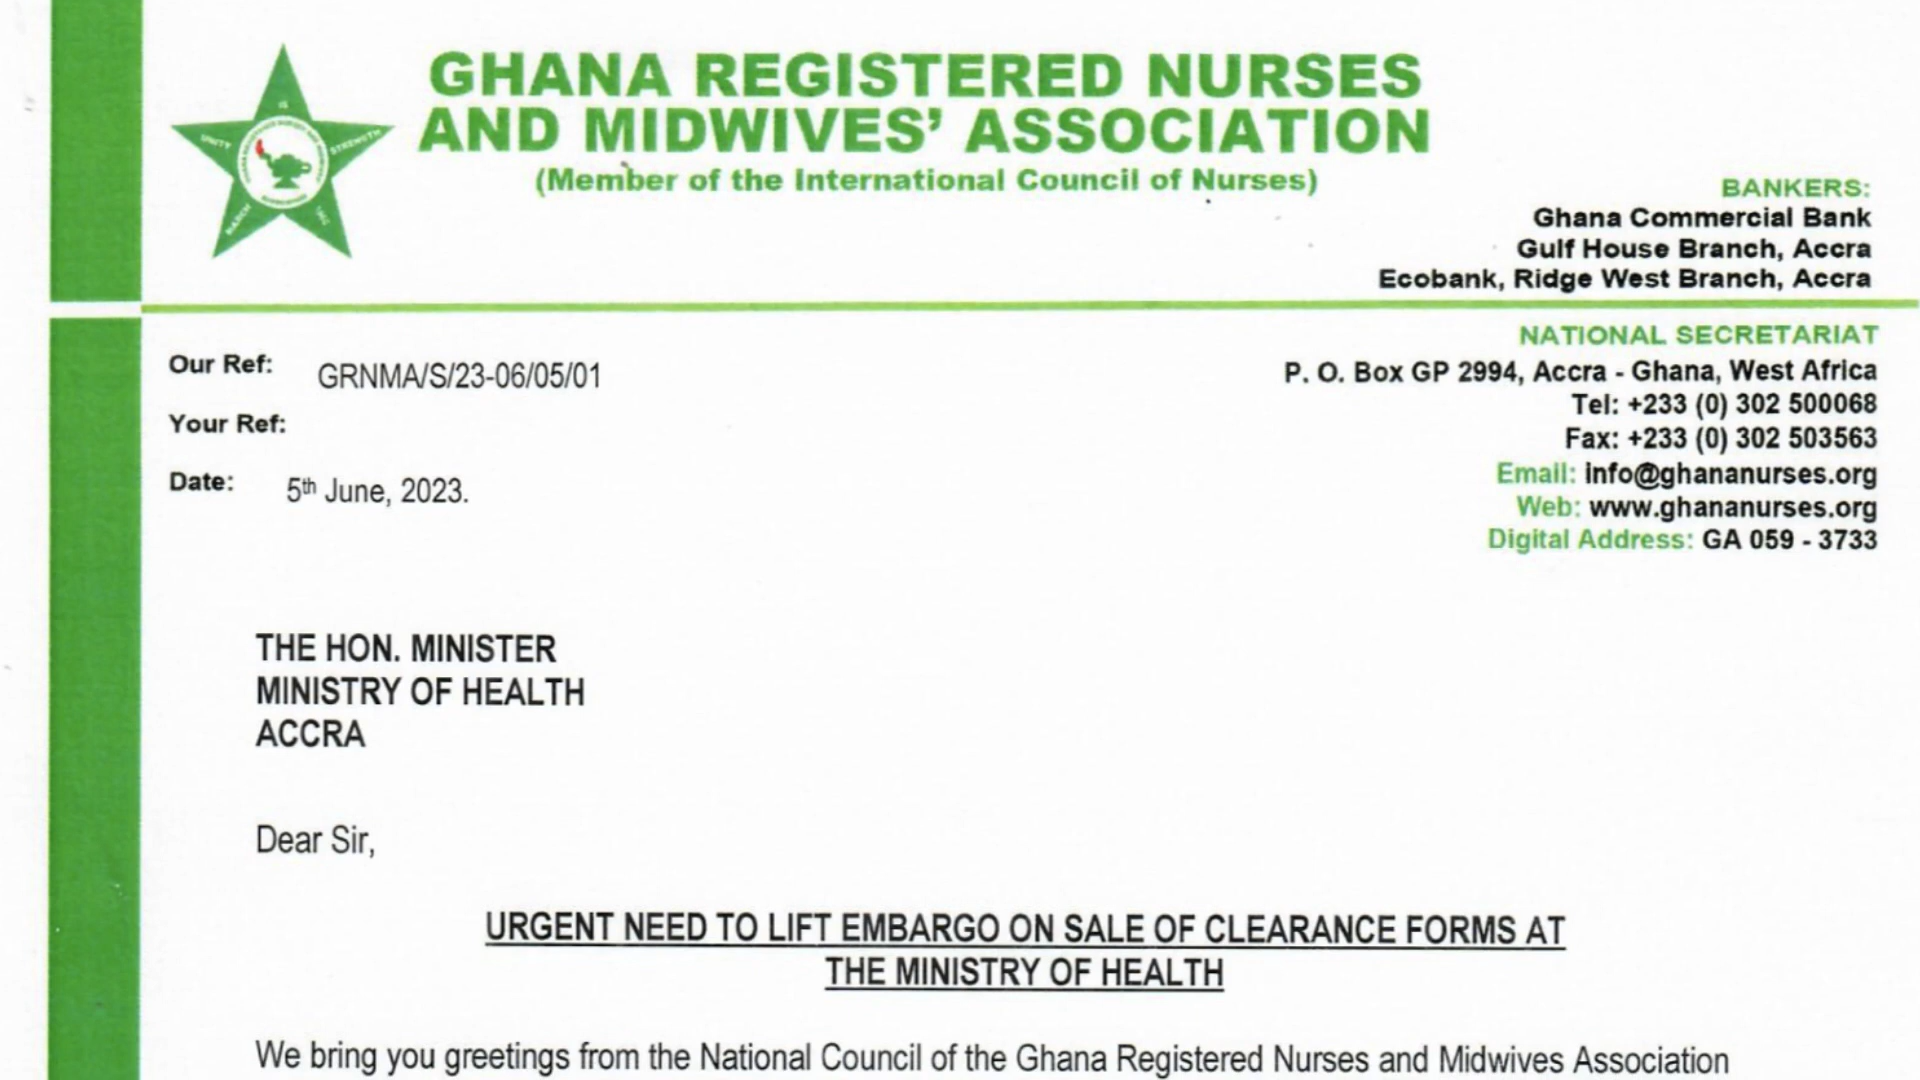 GHANA REGISTERED NURSES
AND MIDWIVES' ASSOCIATION
(Member of the International Council of Nurses)
IS
UNITY
STRENGTH
BANKERS:
Ghana Commercial Bank
Gulf House Branch, Accra
Ecobank, Ridge West Branch, Accra
NATIONAL SECRETARIAT
P. O. Box GP 2994, Accra - Ghana, West Africa
Tel: +233 (0) 302 500068
Fax: +233 (0) 302 503563
Email: info@ghananurses.org
Web: www.ghananurses.org
Digital Address: GA 059 - 3733
Our Ref: GRNMA/S/23-06/05/01
Your Ref:
Date: 5th June, 2023.
THE HON. MINISTER
MINISTRY OF HEALTH
ACCRA
Dear Sir,
URGENT NEED TO LIFT EMBARGO ON SALE OF CLEARANCE FORMS AT
THE MINISTRY OF HEALTH
We bring you greetings from the National Council of the Ghana Registered Nurses and Midwives Association